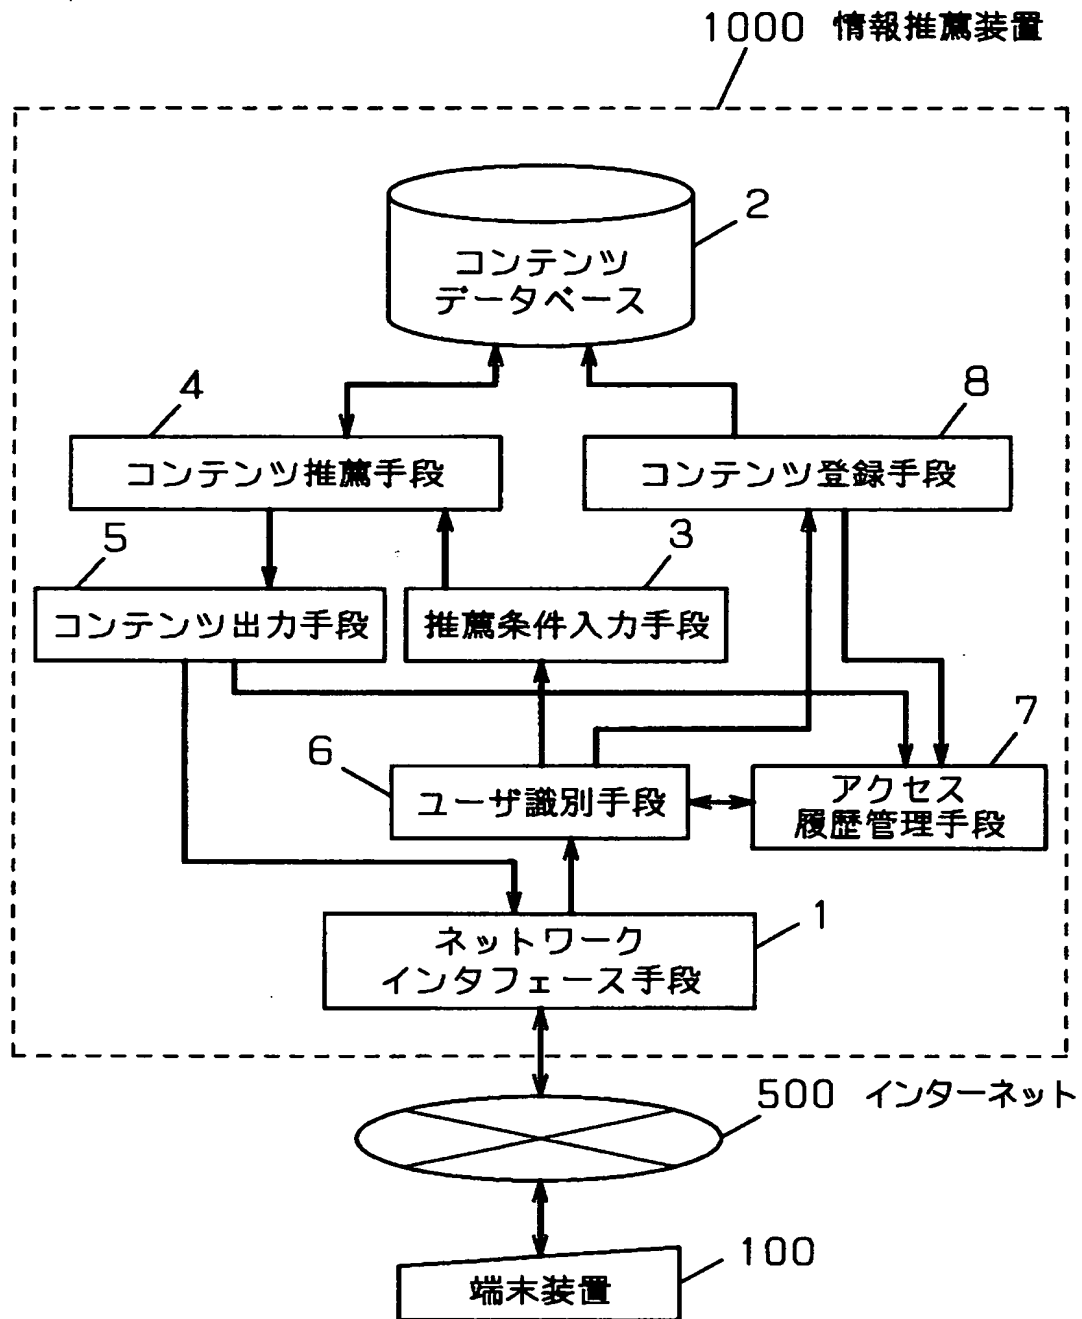 1000 情報推薦装置
2
コンテンツ
データベース
4
コンテンツ推薦手段
8
コンテンツ登録手段
5
コンテンツ出力手段
3
推薦条件入力手段
6
ユーザ識別手段
7
アクセス
履歴管理手段
1
ネットワーク
インタフェース手段
500 インターネット
100
端末装置